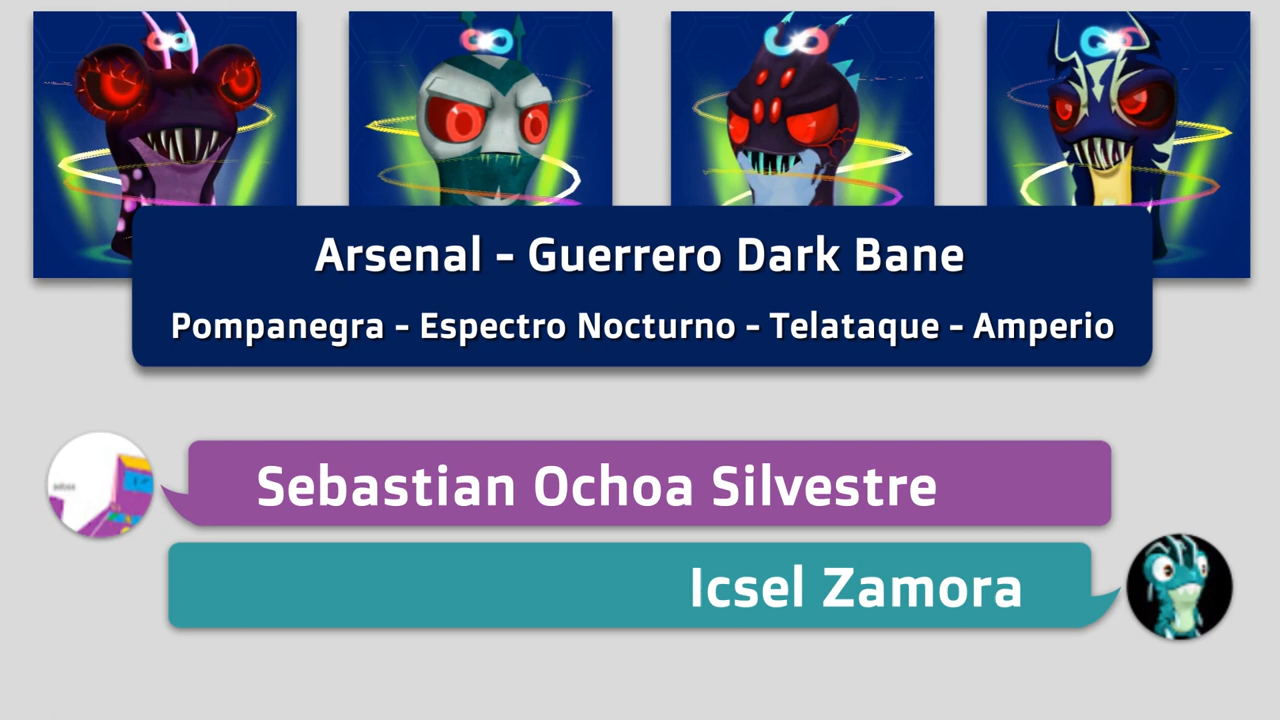 Arsenal - Guerrero Dark Bane
Pompanegra - Espectro Nocturno - Telataque - Amperio
Sebastian Ochoa Silvestre
Icsel Zamora